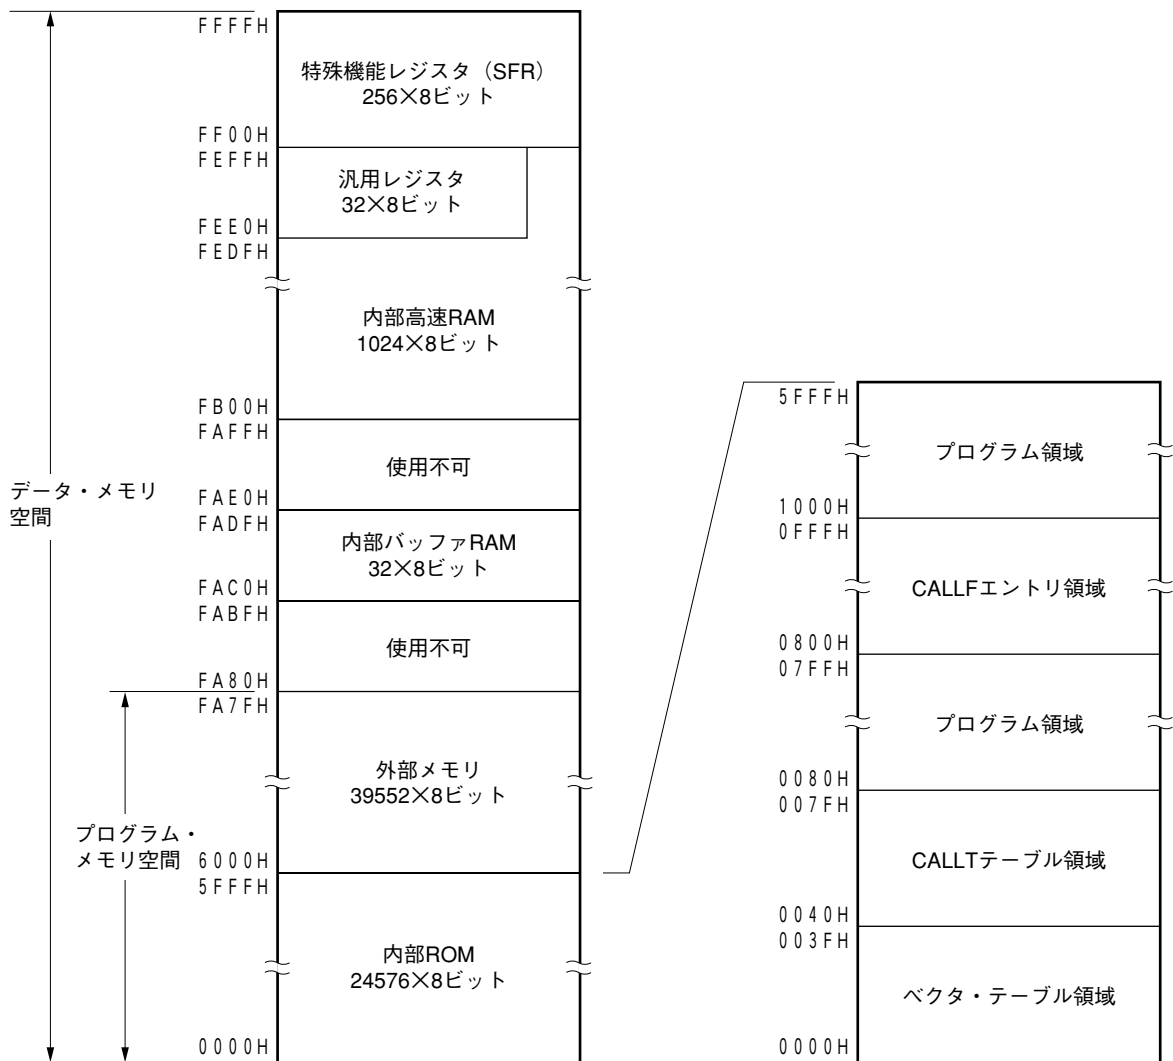 FFFFH
特殊機能レジスタ（SFR）
256×8ビット
FF00H
FEFFH
汎用レジスタ
32×8ビット
FEE0H
FEDFH
内部高速RAM
1024×8ビット
FB00H
FAFFH
使用不可
データ・メモリ
空間
FAE0H
FADFH
内部バッファRAM
32×8ビット
FAC0H
FABFH
使用不可
FA80H
FA7FH
外部メモリ
39552×8ビット
プログラム・
メモリ空間
6000H
5FFFH
内部ROM
24576×8ビット
0000H
5FFFH
プログラム領域
1000H
0FFFH
CALLFエントリ領域
0800H
07FFH
プログラム領域
0080H
007FH
CALLTテーブル領域
0040H
003FH
ベクタ・テーブル領域
0000H